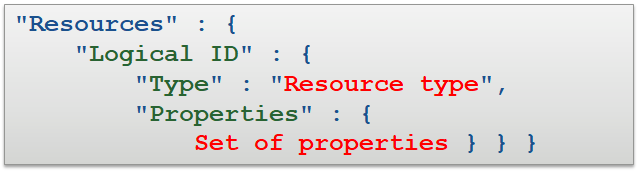 "Resources" : {
"Logical ID" : {
"Type" : "Resource type",
"Properties" : {
Set of properties } } }